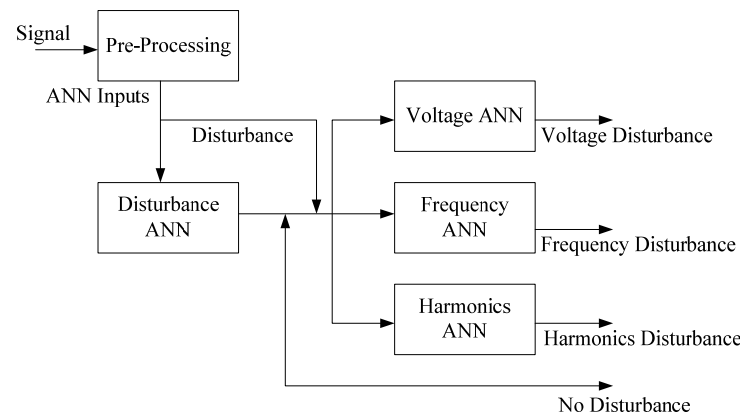 Signal
Pre-Processing
ANN Inputs
Disturbance
Voltage ANN
Voltage Disturbance
Disturbance
ANN
Frequency
ANN
Frequency Disturbance
Harmonics
ANN
Harmonics Disturbance
No Disturbance